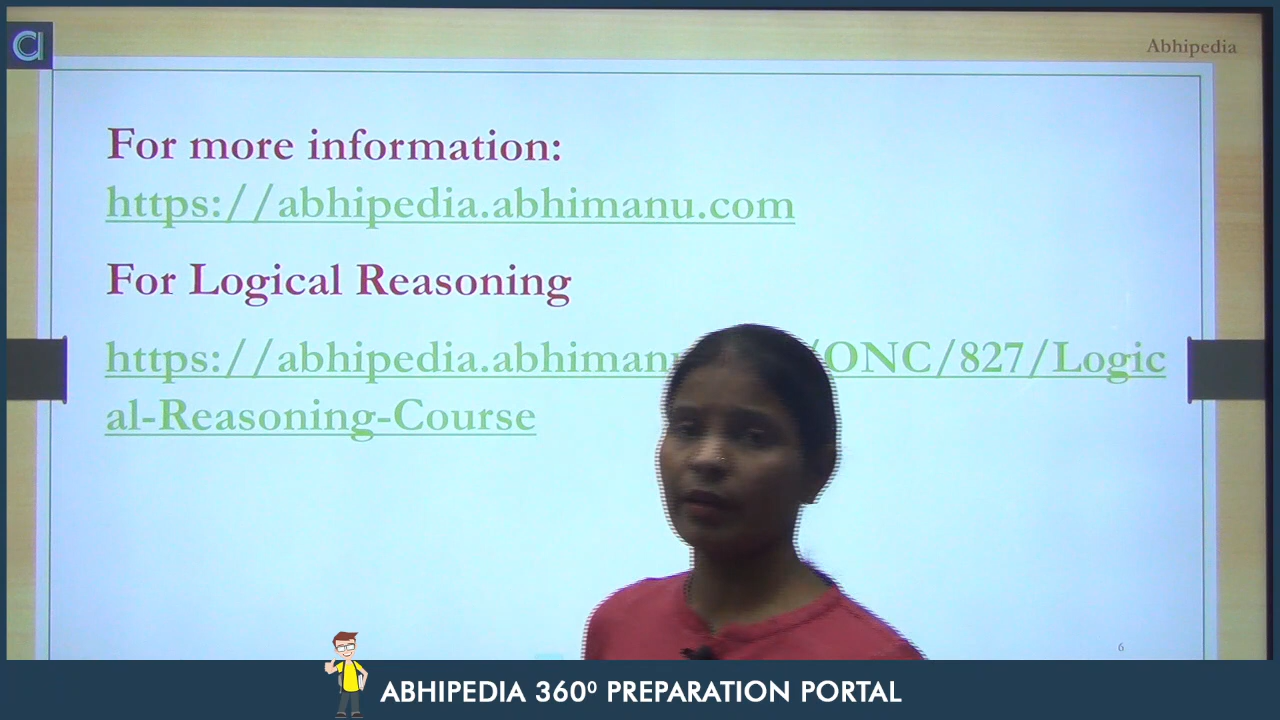 Abhipedia
For more information:
https://abhipedia.abhimanu.com
For Logical Reasoning
https://abhipedia.abhiman /ONC/827/Logic
al-Reasoning-Course
6
ABHIPEDIA 360⁰ PREPARATION PORTAL